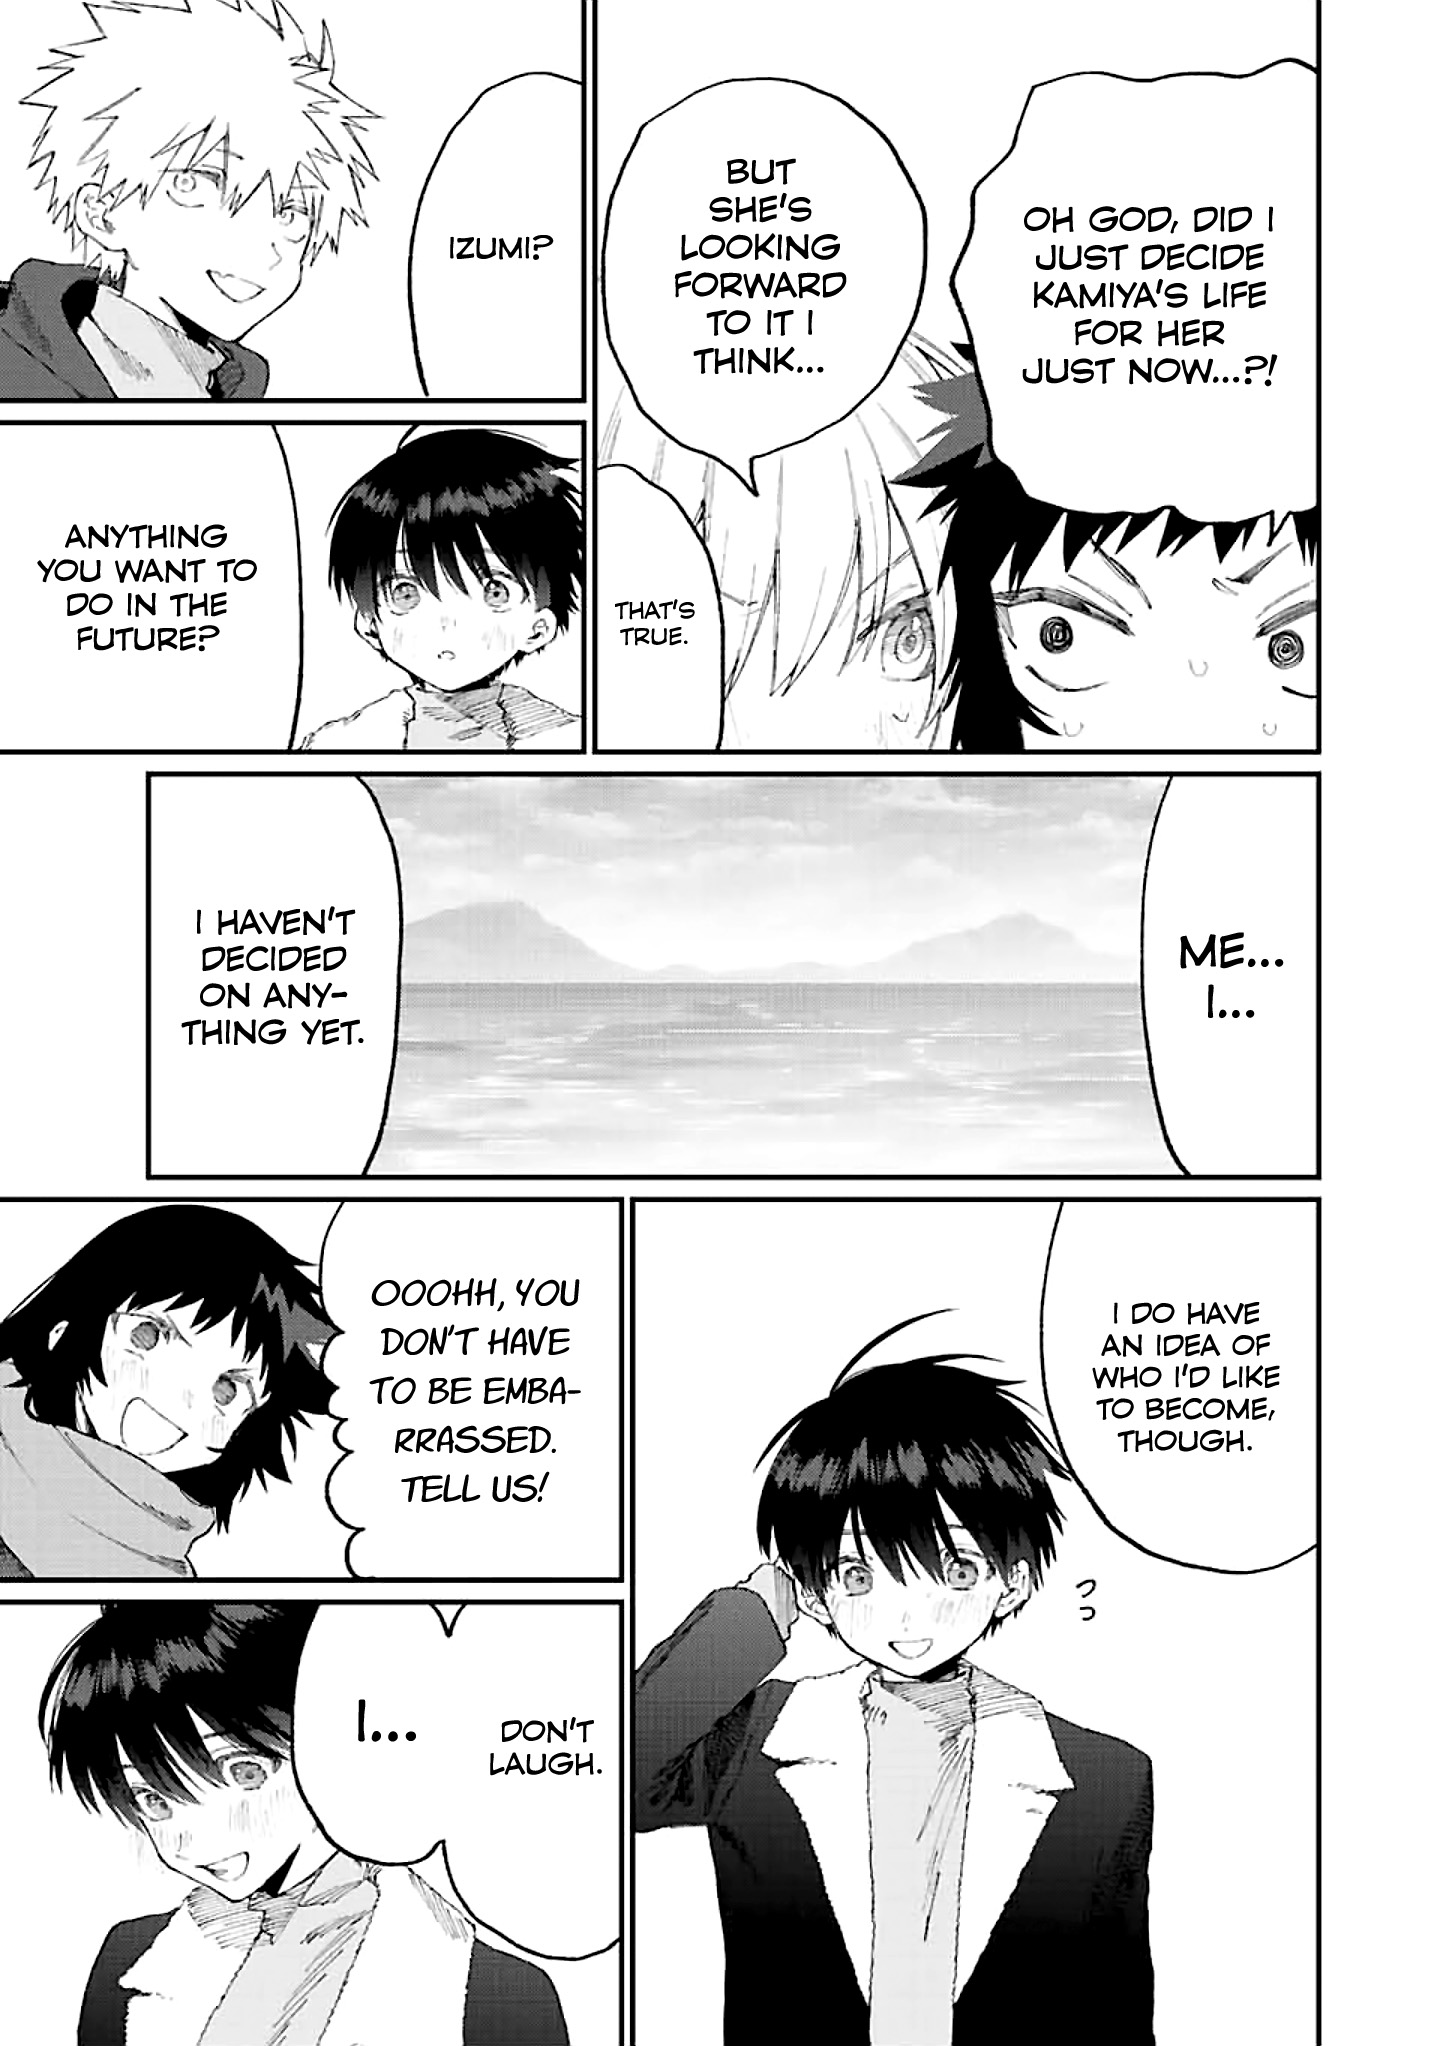 OH GOD, DID I
JUST DECIDE
KAMIYA'S LIFE
FOR HER
JUST NOW...?!
BUT
SHE'S
LOOKING
FORWARD
TO IT I
THINK...
THAT'S
TRUE.
IZUMI?
ANYTHING
YOU WANT TO
DO IN THE
FUTURE?
ME...
I...
I HAVEN'T
DECIDED
ON ANY-
THING YET.
I DO HAVE
AN IDEA OF
WHO I'D LIKE
TO BECOME,
THOUGH.
OOOHH, YOU
DON'T HAVE
TO BE EMBA-
RRASSED.
TELL US!
DON'T
LAUGH.
I...